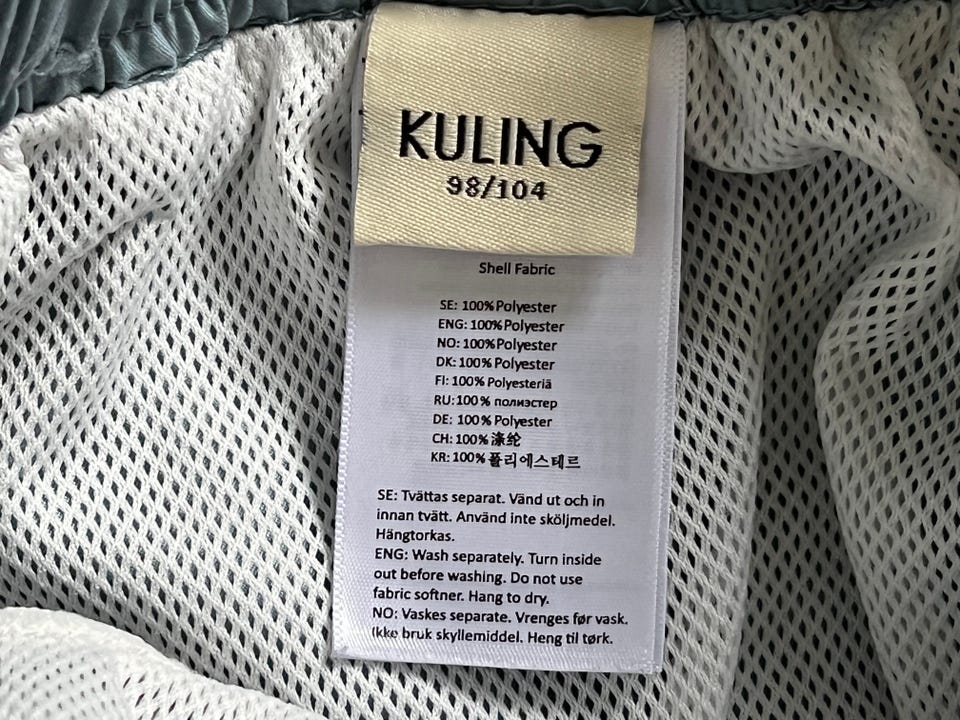 KULING
98/104
Shell Fabric
SE: 100% Polyester
ENG: 100% Polyester
NO: 100% Polyester
DK: 100% Polyester
FI: 100% Polyesteriä
RU: 100% полиэстер
DE: 100% Polyester
CH: 100% 涤纶
KR: 100% 폴리에스테르
SE: Tvättas separat. Vänd ut och in
innan tvätt. Använd inte sköljmedel.
Hängtorkas.
ENG: Wash separately. Turn inside
out before washing. Do not use
fabric softner. Hang to dry.
NO: Vaskes separate. Vrenges før vask.
Ikke bruk skyllemiddel. Heng til tørk.